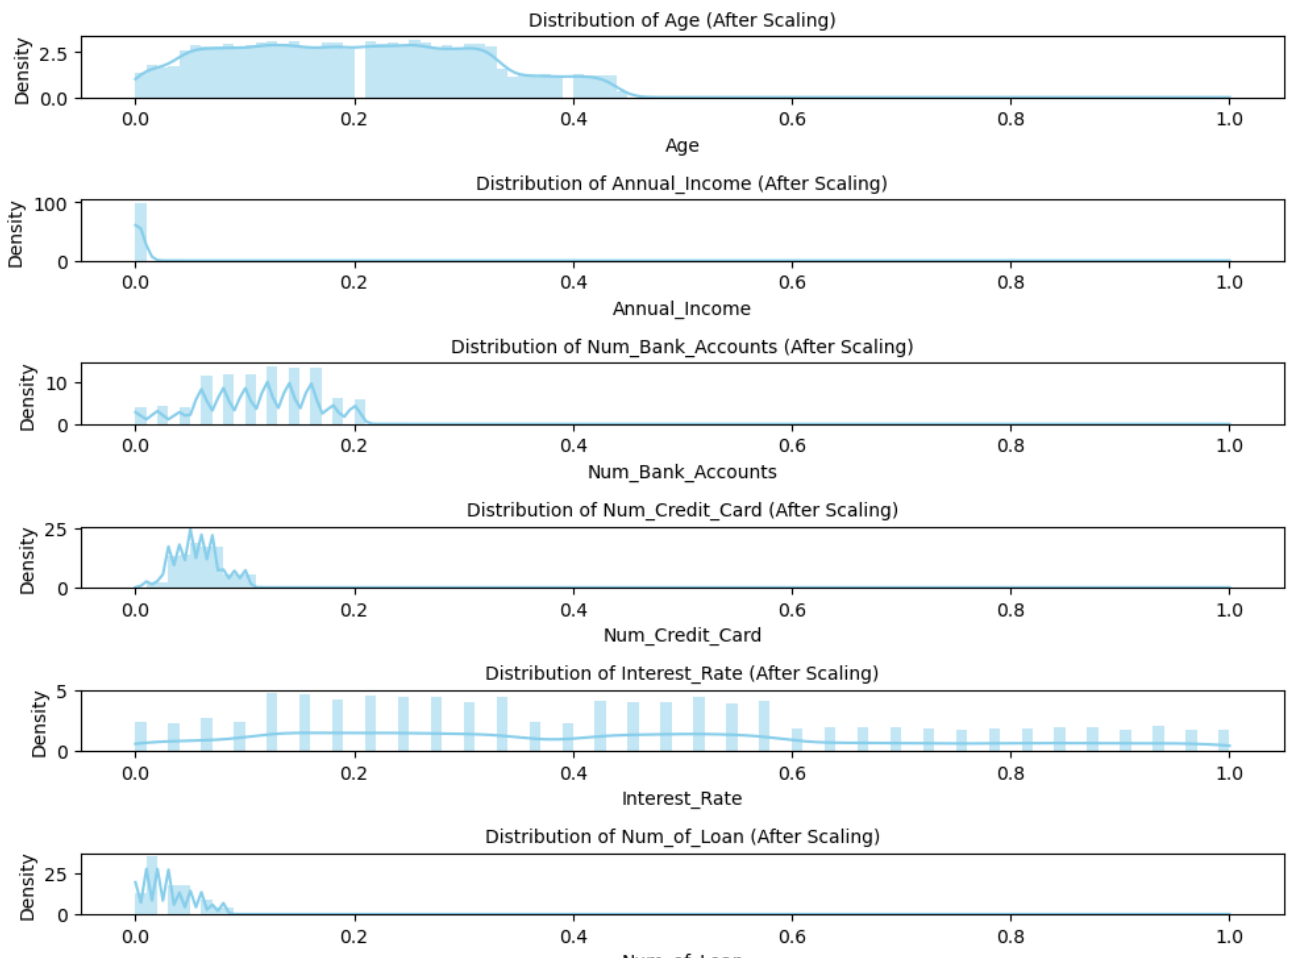 Distribution of Age (After Scaling)
Density
2.5
0.0
0.0 0.2 0.4 0.6 0.8 1.0
Age
Distribution of Annual_Income (After Scaling)
Density
100
0
0.0 0.2 0.4 0.6 0.8 1.0
Annual_Income
Distribution of Num_Bank_Accounts (After Scaling)
Density
10
0
0.0 0.2 0.4 0.6 0.8 1.0
Num_Bank_Accounts
Distribution of Num_Credit_Card (After Scaling)
Density
25
0
0.0 0.2 0.4 0.6 0.8 1.0
Num_Credit_Card
Distribution of Interest_Rate (After Scaling)
Density
5
0
0.0 0.2 0.4 0.6 0.8 1.0
Interest_Rate
Distribution of Num_of_Loan (After Scaling)
Density
25
0
0.0 0.2 0.4 0.6 0.8 1.0